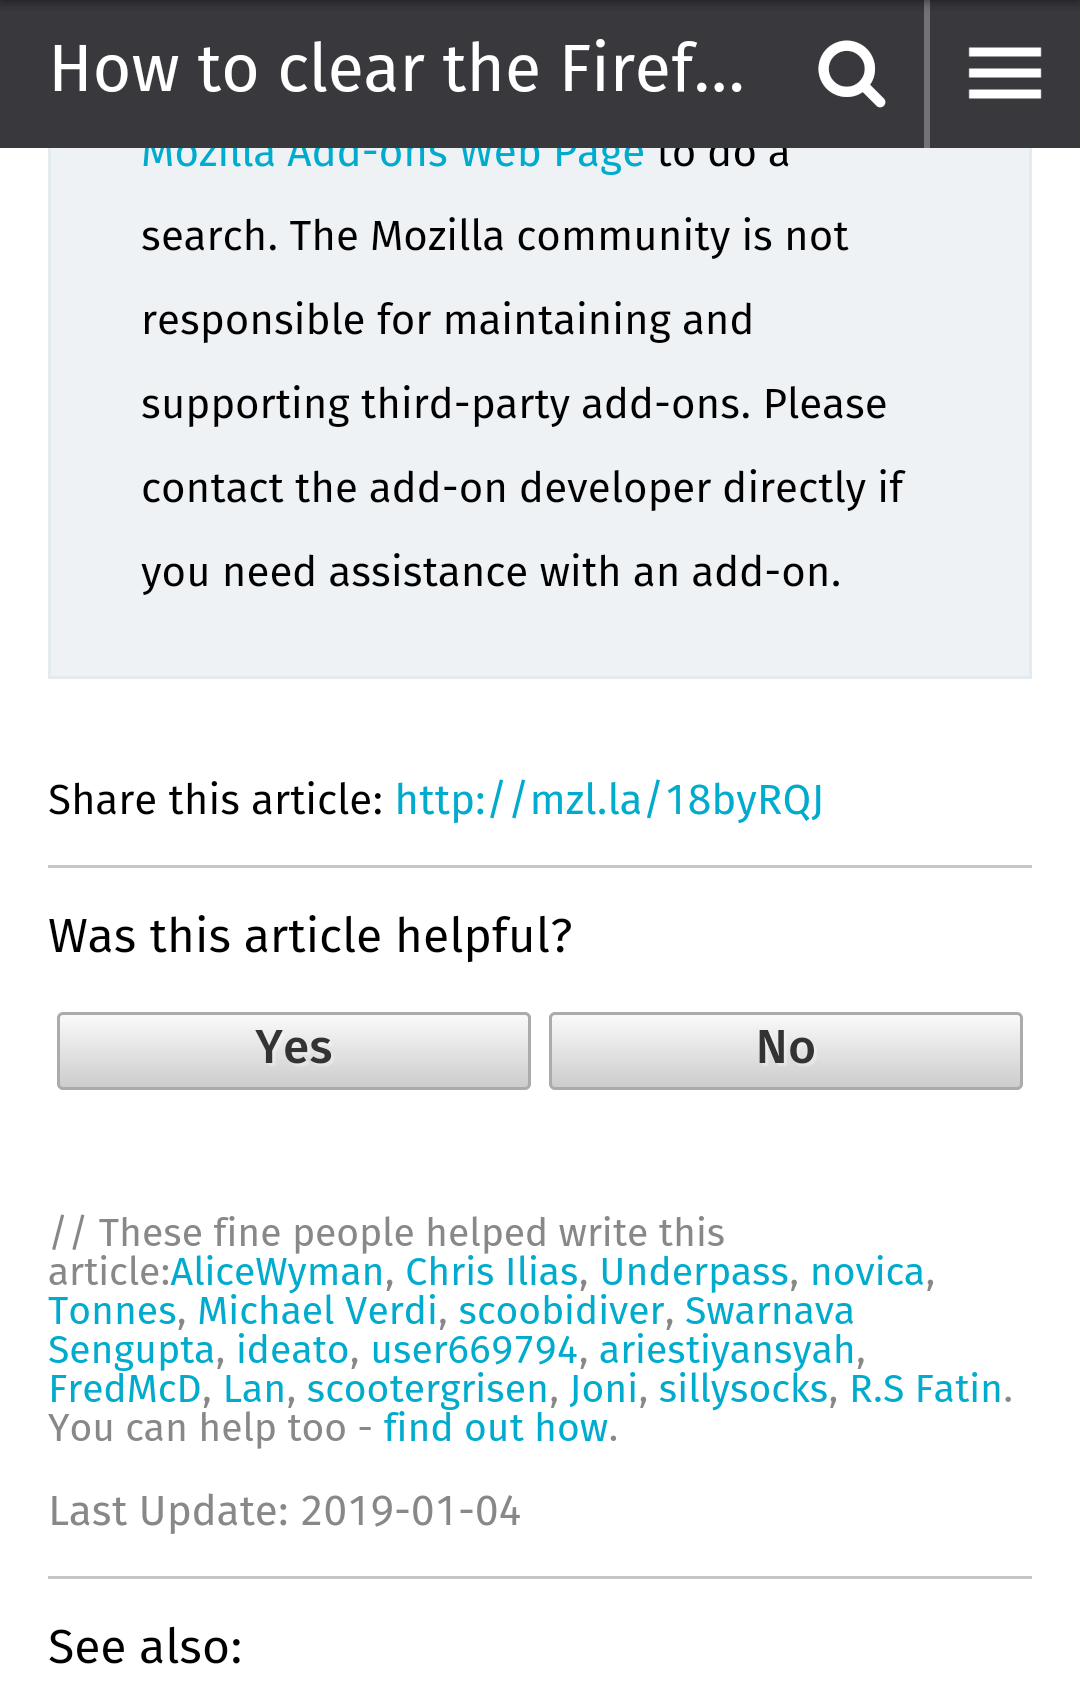 How to clear the Firef...
Mozilla Add-ons Web Page to do a
search. The Mozilla community is not
responsible for maintaining and
supporting third-party add-ons. Please
contact the add-on developer directly if
you need assistance with an add-on.
Share this article: http://mzl.la/18byRQJ
Was this article helpful?
Yes No
// These fine people helped write this
article:AliceWyman, Chris Ilias, Underpass, novica,
Tonnes, Michael Verdi, scoobidiver, Swarnava
Sengupta, ideato, user669794, ariestiyansyah,
FredMcD, Lan, scootergrisen, Joni, sillysocks, R.S Fatin.
You can help too - find out how.
Last Update: 2019-01-04
See also: